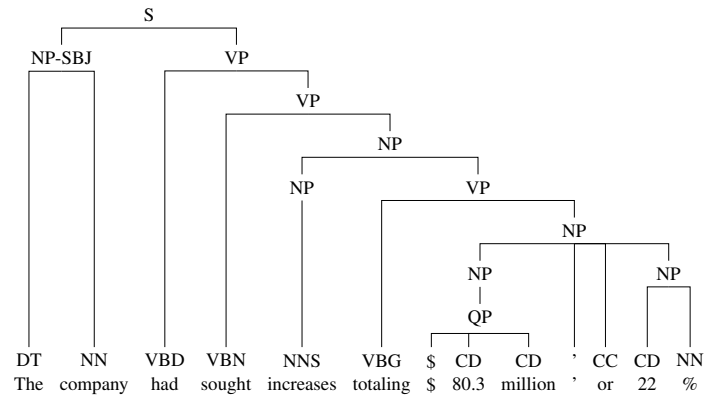 S
NP-SBJ VP
VP
NP
NP VP
NP
NP NP
QP
DT NN VBD VBN NNS VBG $ CD CD ’ CC CD NN
The company had sought increases totaling $ 80.3 million ’ or 22 %